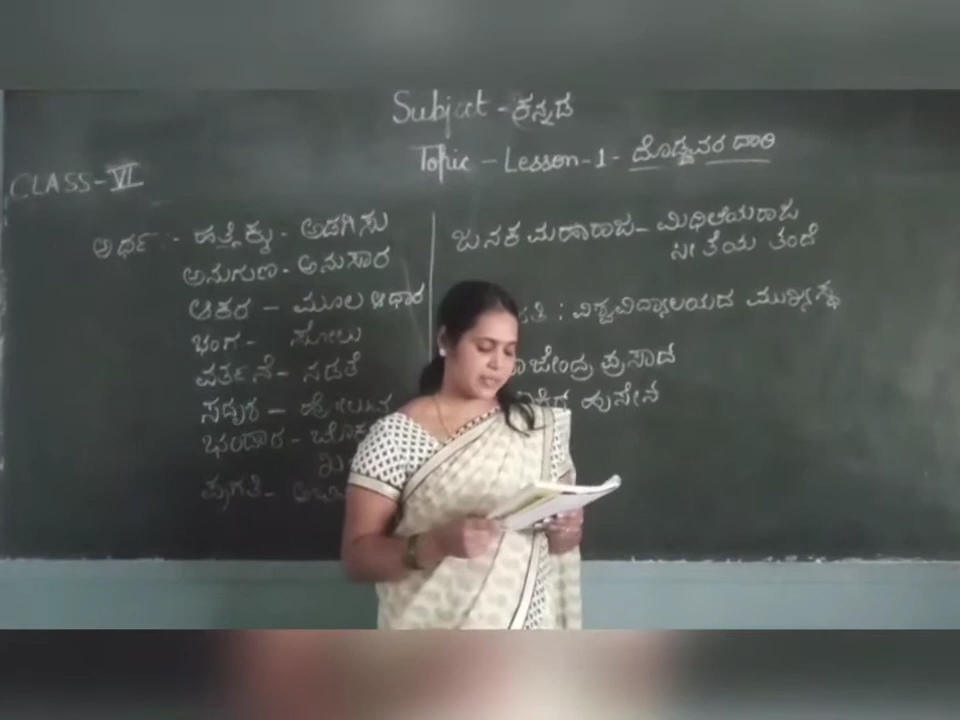 Subject - ಕನ್ನಡ
Topic - Lesson-1- ದೊಡ್ಡವರ ದಾರಿ
CLASS-VI
ಅರ್ಥ :- ಹತ್ತಿಕ್ಕು - ಅಡಗಿಸು
ಅನುಗುಣ - ಅನುಸಾರ
ಆಕರ - ಮೂಲ ಆಧಾರ
ಭಂಗ - ಸೋಲು
ವರ್ತನೆ - ನಡತೆ
ಸದೃಶ - ಹೋಲುವ
ಭಂಡಾರ -
ಪ್ರಗತಿ -
ಜನಕ ಮಹಾರಾಜ - ಮಿಥಿಲೆಯರಾಜ
ಸೀತೆಯ ತಂದೆ
: ವಿಶ್ವವಿದ್ಯಾಲಯದ ಮುಖ್ಯಸ್ಥ
ಪ್ರಸಾದ
ಹುಸೇನ